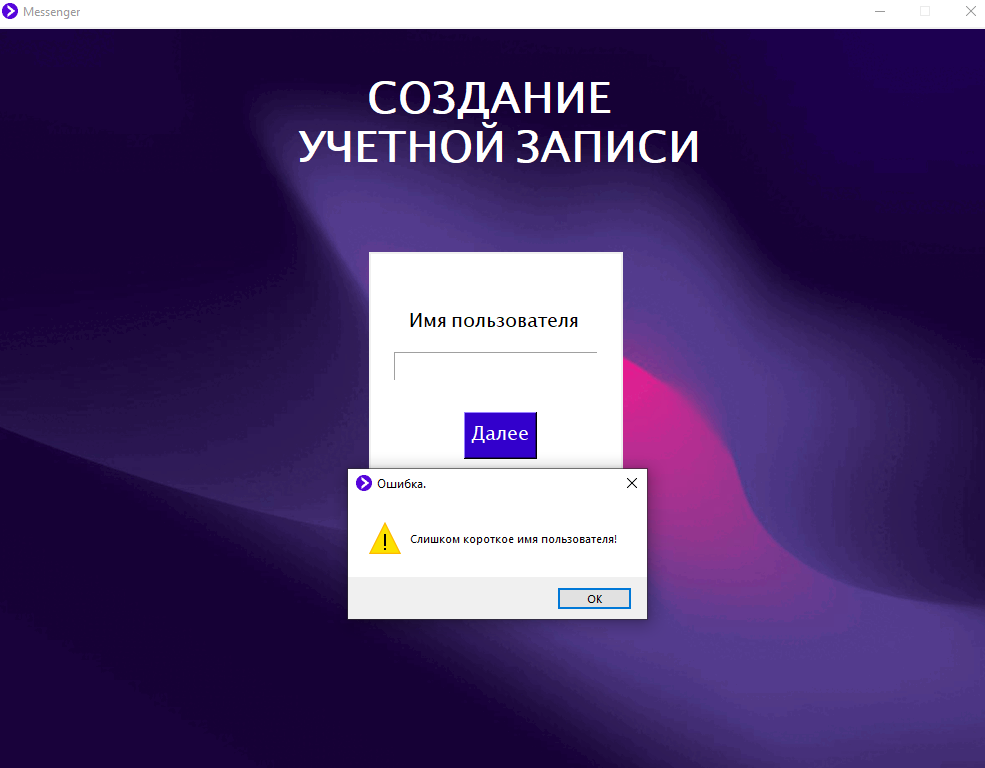 Messenger
СОЗДАНИЕ
УЧЕТНОЙ ЗАПИСИ
Имя пользователя
Далее
Ошибка.
Слишком короткое имя пользователя!
ОК